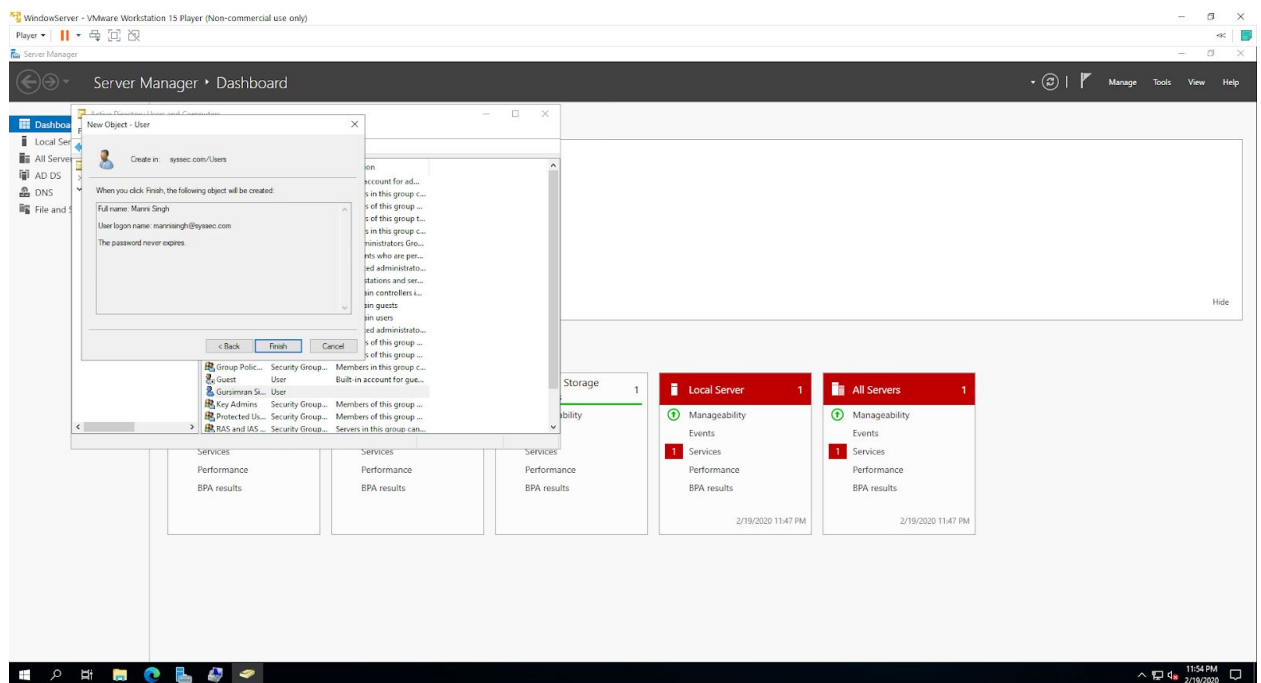 WindowServer - VMware Workstation 15 Player (Non-commercial use only)
Player
Server Manager
Server Manager • Dashboard
Manage Tools View Help
Active Directory Users and Computers
New Object - User
Dashboa
Local Ser
All Serve
AD DS
DNS
File and S
Create in: syssec.com/Users
When you click Finish, the following object will be created:
Full name: Manni Singh
User logon name: mannisingh@syssec.com
The password never expires.
< Back Finish Cancel
on
account for ad...
s in this group c...
s of this group ...
s of this group t...
s in this group c...
ministrators Gro...
nts who are per...
ed administrato...
stations and ser...
ain controllers i...
ain guests
ain users
ed administrato...
s of this group ...
s of this group ...
Group Polic... Security Group... Members in this group c...
Guest User Built-in account for gue...
Gursimran Si... User
Key Admins Security Group... Members of this group ...
Protected Us... Security Group... Members of this group ...
RAS and IAS ... Security Group... Servers in this group can...
Hide
Services
Performance
BPA results
Services
Performance
BPA results
Storage 1
ability
Services
Performance
BPA results
Local Server 1
Manageability
Events
1 Services
Performance
BPA results
2/19/2020 11:47 PM
All Servers 1
Manageability
Events
1 Services
Performance
BPA results
2/19/2020 11:47 PM
11:54 PM
2/19/2020